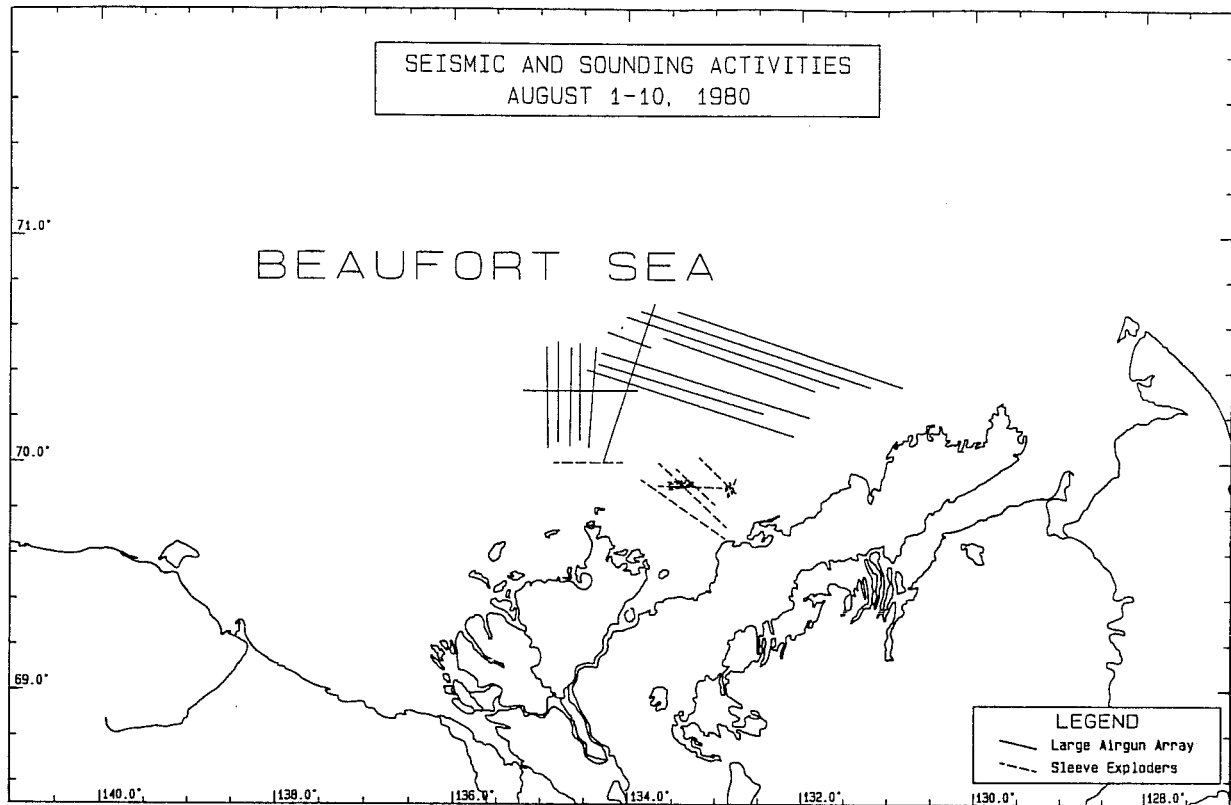 SEISMIC AND SOUNDING ACTIVITIES
AUGUST 1-10, 1980
71.0°
BEAUFORT SEA
70.0°
69.0°
LEGEND
Large Airgun Array
Sleeve Exploders
140.0° 138.0° 136.0° 134.0° 132.0° 130.0° 128.0°